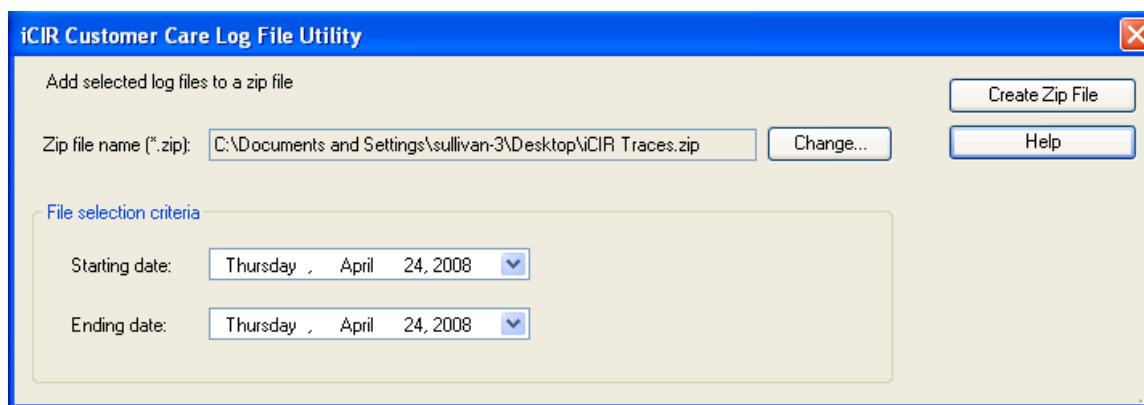 iCIR Customer Care Log File Utility
Add selected log files to a zip file
Create Zip File
Zip file name (*.zip): C:\Documents and Settings\sullivan-3\Desktop\iCIR Traces.zip Change... Help
File selection criteria
Starting date: Thursday , April 24, 2008
Ending date: Thursday , April 24, 2008